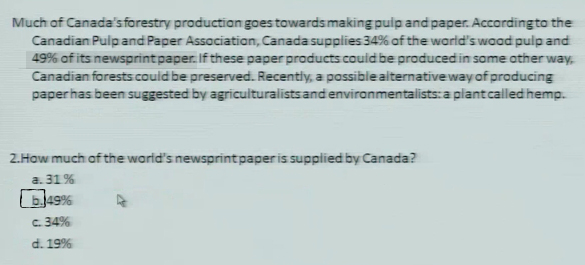 Much of Canada's forestry production goes towards making pulp and paper. According to the
Canadian Pulp and Paper Association, Canada supplies 34% of the world's wood pulp and
49% of its newsprint paper. If these paper products could be produced in some other way,
Canadian forests could be preserved. Recently, a possible alternative way of producing
paper has been suggested by agriculturalists and environmentalists: a plant called hemp.
2.How much of the world's newsprint paper is supplied by Canada?
a. 31 %
b. 49%
c. 34%
d. 19%